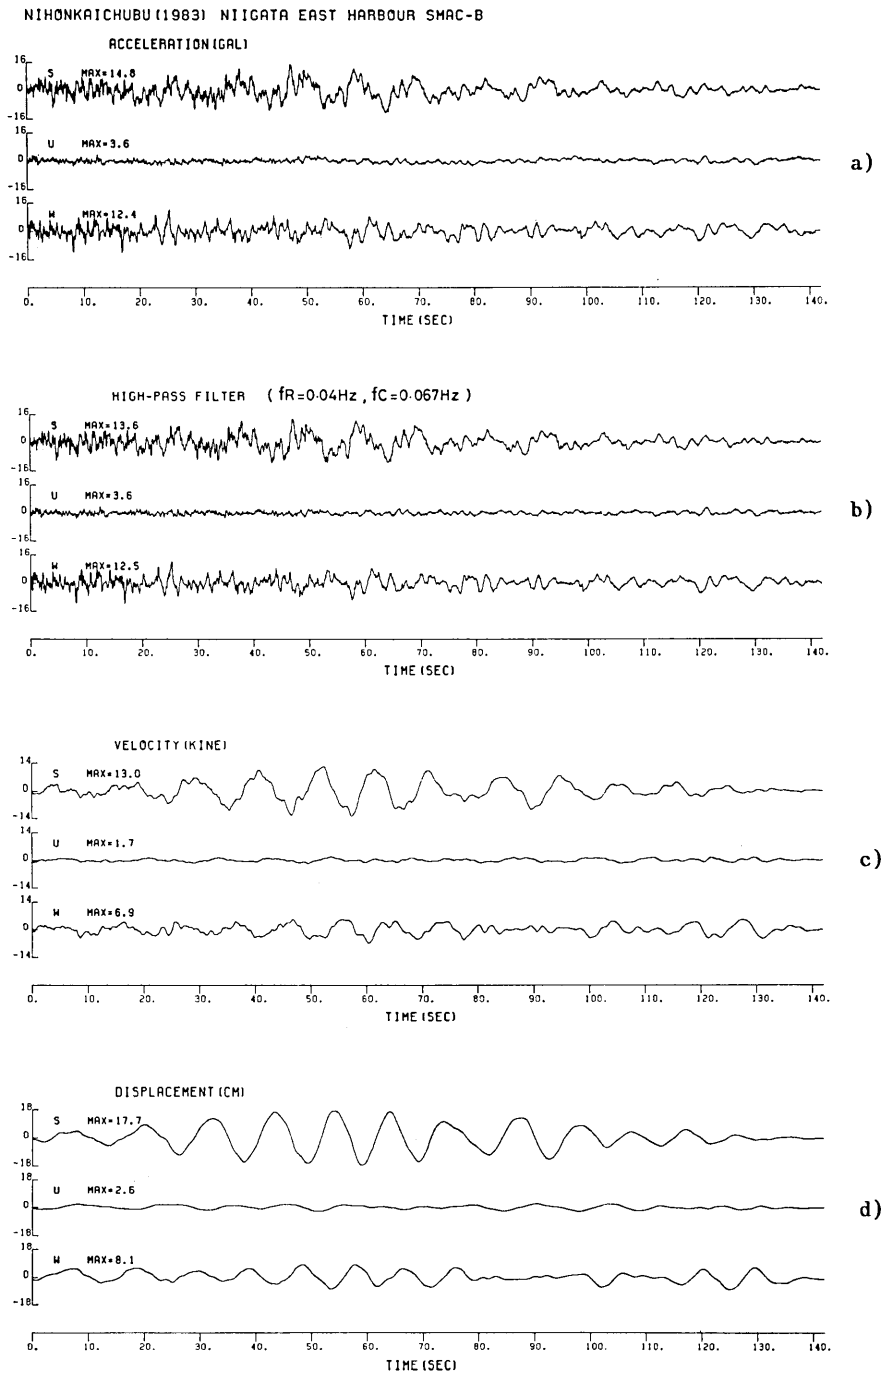 NIHONKAICHUBU(1983) NIIGATA EAST HARBOUR SMAC-B
ACCELERATION(GAL)
16
S MAX=14.8
0
-16
16
U MAX=3.6
0
-16
a)
16
W MAX=12.4
0
-16
0. 10. 20. 30. 40. 50. 60. 70. 80. 90. 100. 110. 120. 130. 140.
TIME(SEC)
HIGH-PASS FILTER (fR=0.04Hz, fC=0.067Hz)
16
S MAX=13.6
0
-16
16
U MAX=3.6
0
-16
b)
16
W MAX=12.5
0
-16
0. 10. 20. 30. 40. 50. 60. 70. 80. 90. 100. 110. 120. 130. 140.
TIME(SEC)
VELOCITY(KINE)
14
S MAX=13.0
0
-14
14
U MAX=1.7
0
-14
c)
14
W MAX=6.9
0
-14
0. 10. 20. 30. 40. 50. 60. 70. 80. 90. 100. 110. 120. 130. 140.
TIME(SEC)
DISPLACEMENT(CM)
18
S MAX=17.7
0
-18
18
U MAX=2.6
0
-18
d)
18
W MAX=8.1
0
-18
0. 10. 20. 30. 40. 50. 60. 70. 80. 90. 100. 110. 120. 130. 140.
TIME(SEC)